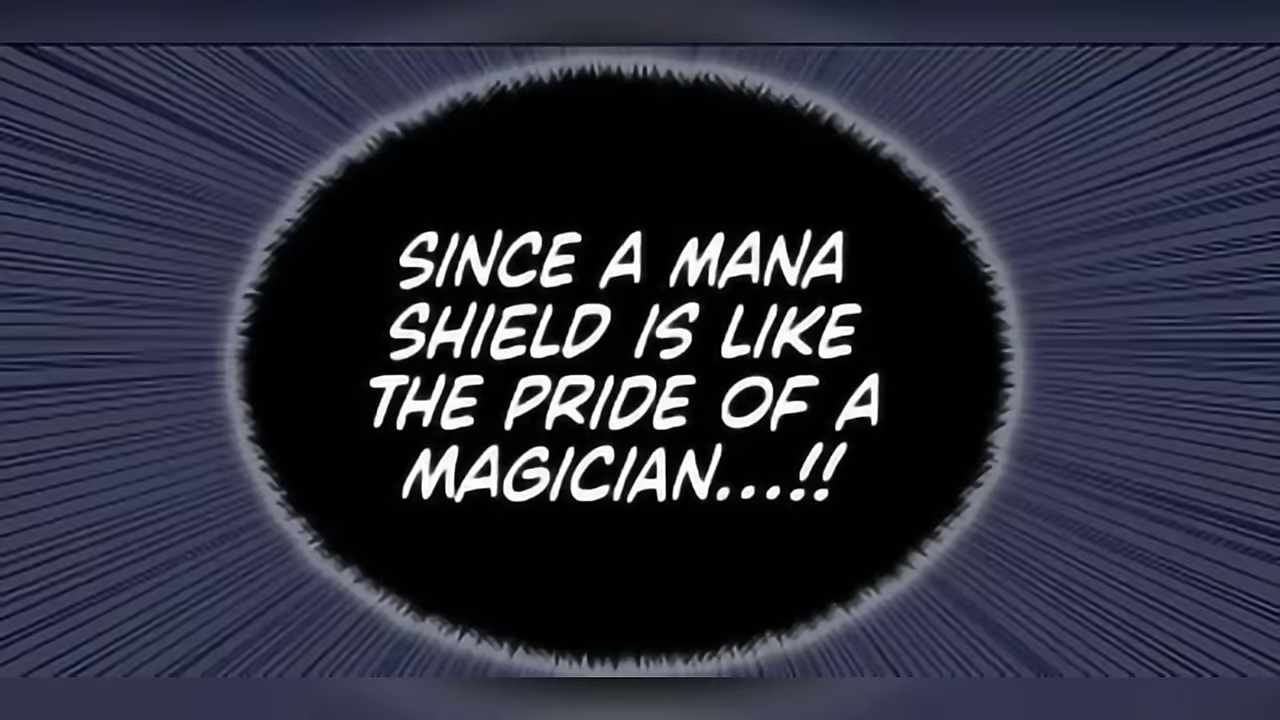 SINCE A MANA
SHIELD IS LIKE
THE PRIDE OF A
MAGICIAN...!!